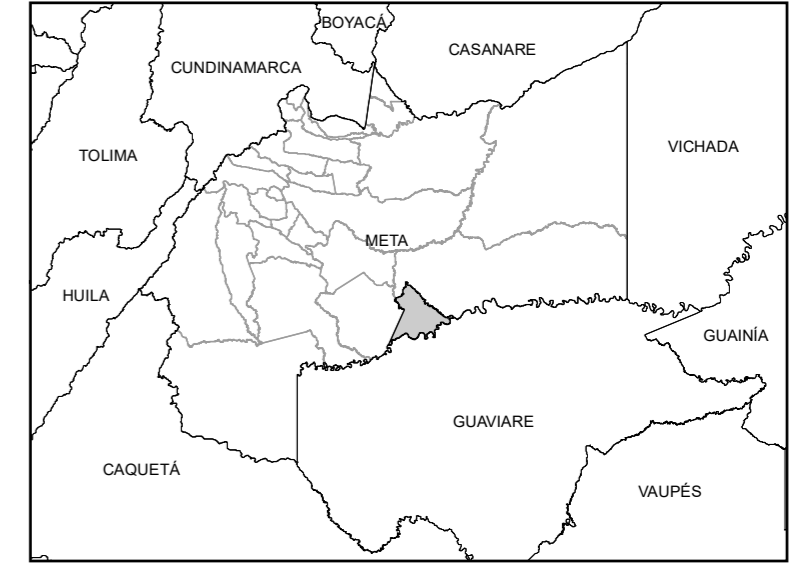 BOYACÁ
CASANARE
CUNDINAMARCA
VICHADA
TOLIMA
META
HUILA
GUAINÍA
GUAVIARE
CAQUETÁ
VAUPÉS